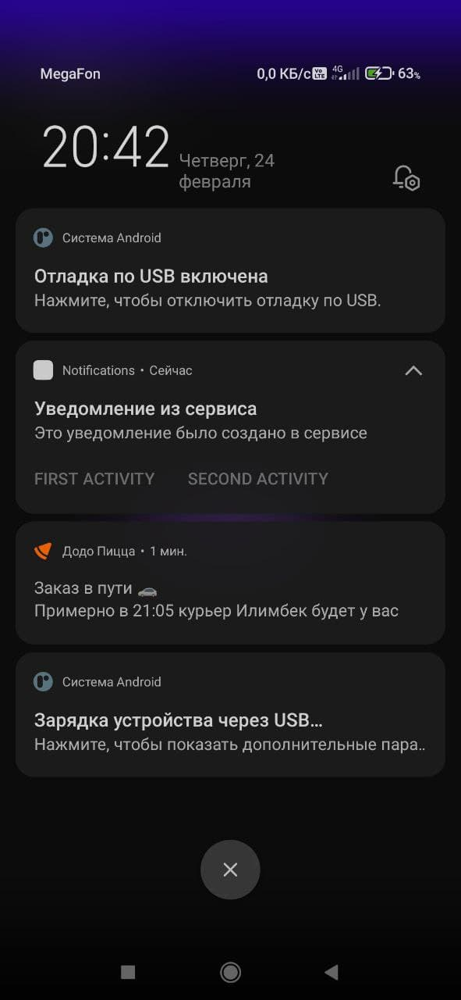 MegaFon 0,0 КБ/с Vo LTE 4G 63%
20:42 Четверг, 24
февраля
Система Android
Отладка по USB включена
Нажмите, чтобы отключить отладку по USB.
Notifications • Сейчас
Уведомление из сервиса
Это уведомление было создано в сервисе
FIRST ACTIVITY SECOND ACTIVITY
Додо Пицца • 1 мин.
Заказ в пути 🚗
Примерно в 21:05 курьер Илимбек будет у вас
Система Android
Зарядка устройства через USB…
Нажмите, чтобы показать дополнительные пара..